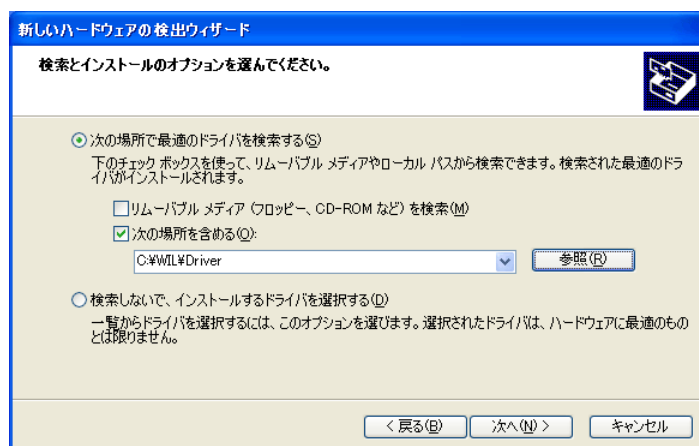 新しいハードウェアの検出ウィザード
検索とインストールのオプションを選んでください。
次の場所で最適のドライバを検索する(S)
下のチェック ボックスを使って、リムーバブル メディアやローカル パスから検索できます。検索された最適のドラ
イバがインストールされます。
リムーバブル メディア (フロッピー、CD-ROM など) を検索(M)
次の場所を含める(O):
C:¥WIL¥Driver
参照(R)
検索しないで、インストールするドライバを選択する(D)
一覧からドライバを選択するには、このオプションを選びます。選択されたドライバは、ハードウェアに最適のもの
とは限りません。
< 戻る(B)
次へ(N) >
キャンセル